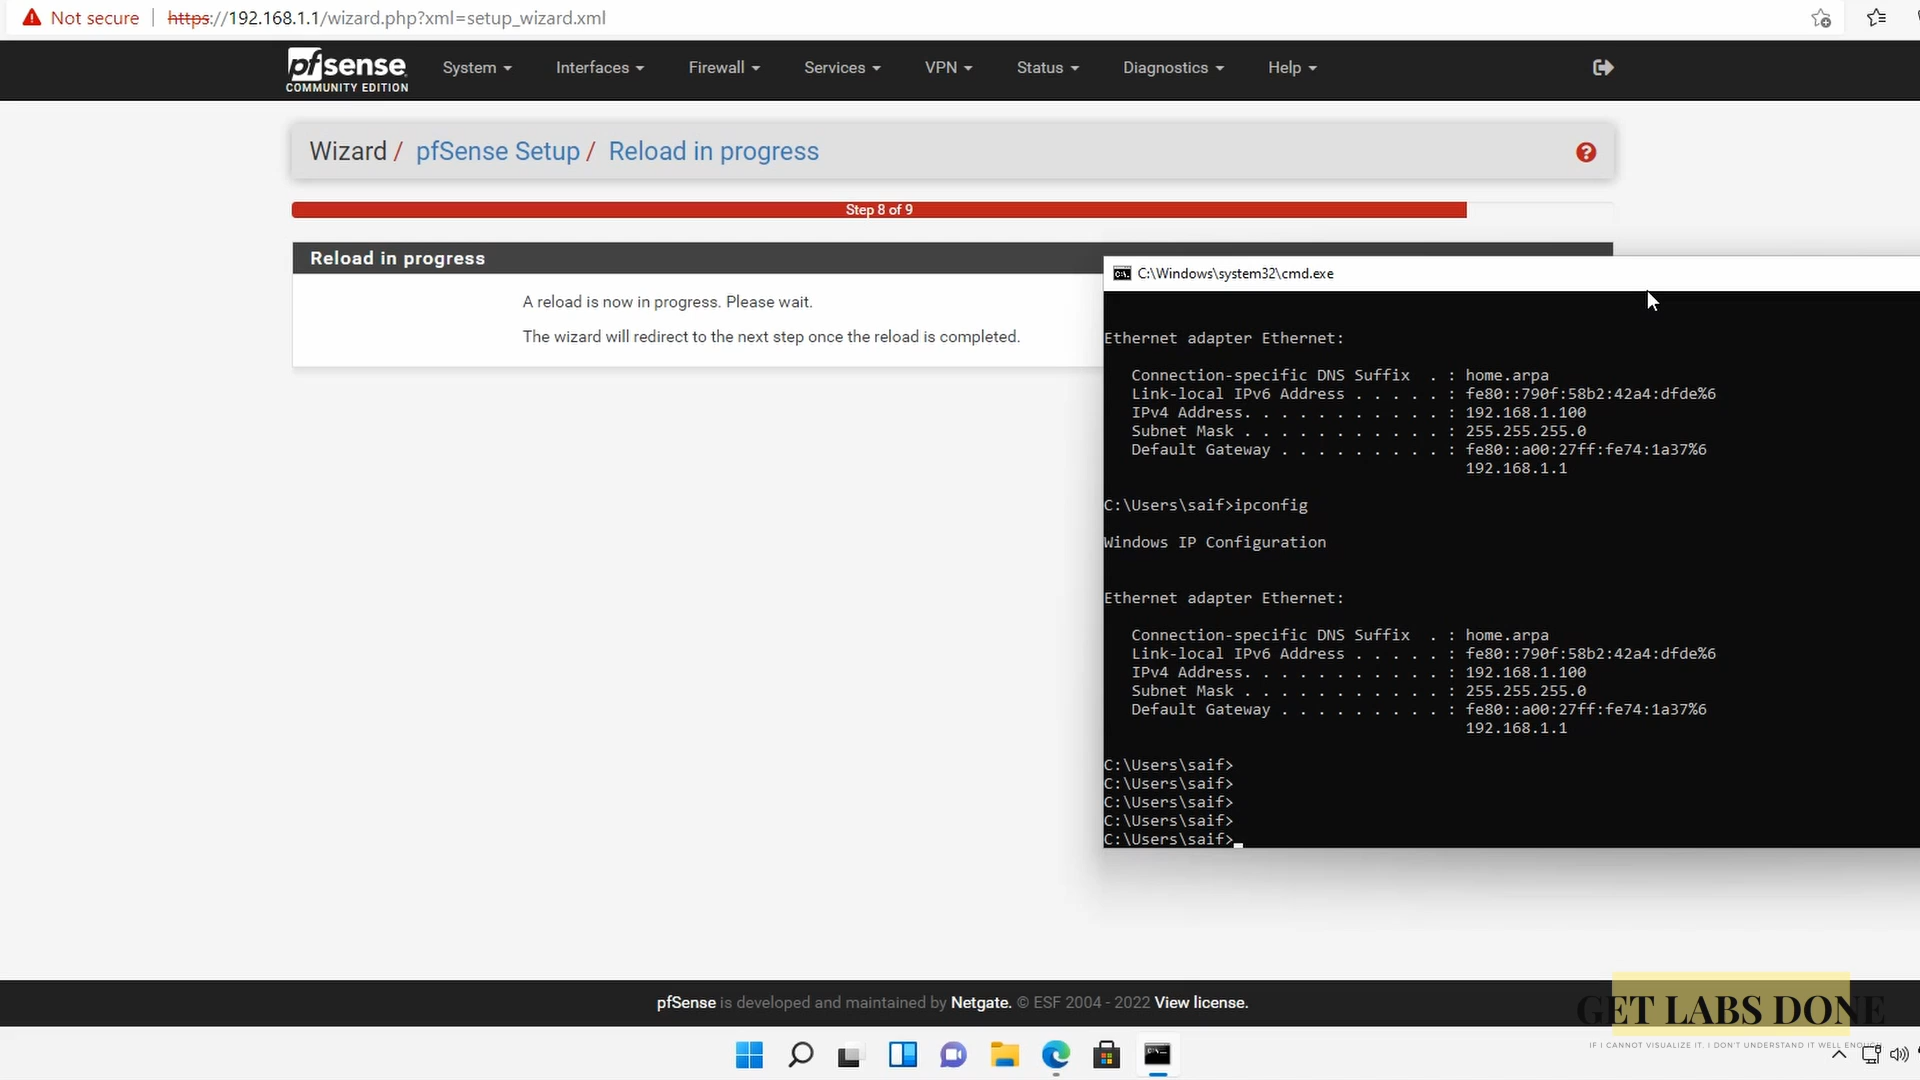 Not secure https://192.168.1.1/wizard.php?xml=setup_wizard.xml
pfsense COMMUNITY EDITION System Interfaces Firewall Services VPN Status Diagnostics Help
Wizard / pfSense Setup / Reload in progress
Step 8 of 9
Reload in progress
A reload is now in progress. Please wait.
The wizard will redirect to the next step once the reload is completed.
C:\Windows\system32\cmd.exe
Ethernet adapter Ethernet:
Connection-specific DNS Suffix . : home.arpa
Link-local IPv6 Address . . . . . : fe80::790f:58b2:42a4:dfde%6
IPv4 Address. . . . . . . . . . . : 192.168.1.100
Subnet Mask . . . . . . . . . . . : 255.255.255.0
Default Gateway . . . . . . . . . : fe80::a00:27ff:fe74:1a37%6
192.168.1.1
C:\Users\saif>ipconfig
Windows IP Configuration
Ethernet adapter Ethernet:
Connection-specific DNS Suffix . : home.arpa
Link-local IPv6 Address . . . . . : fe80::790f:58b2:42a4:dfde%6
IPv4 Address. . . . . . . . . . . : 192.168.1.100
Subnet Mask . . . . . . . . . . . : 255.255.255.0
Default Gateway . . . . . . . . . : fe80::a00:27ff:fe74:1a37%6
192.168.1.1
C:\Users\saif>
C:\Users\saif>
C:\Users\saif>
C:\Users\saif>
C:\Users\saif>
pfSense is developed and maintained by Netgate. © ESF 2004 - 2022 View license.
GET LABS DONE
IF I CANNOT VISUALIZE IT, I DON'T UNDERSTAND IT WELL ENOUGH